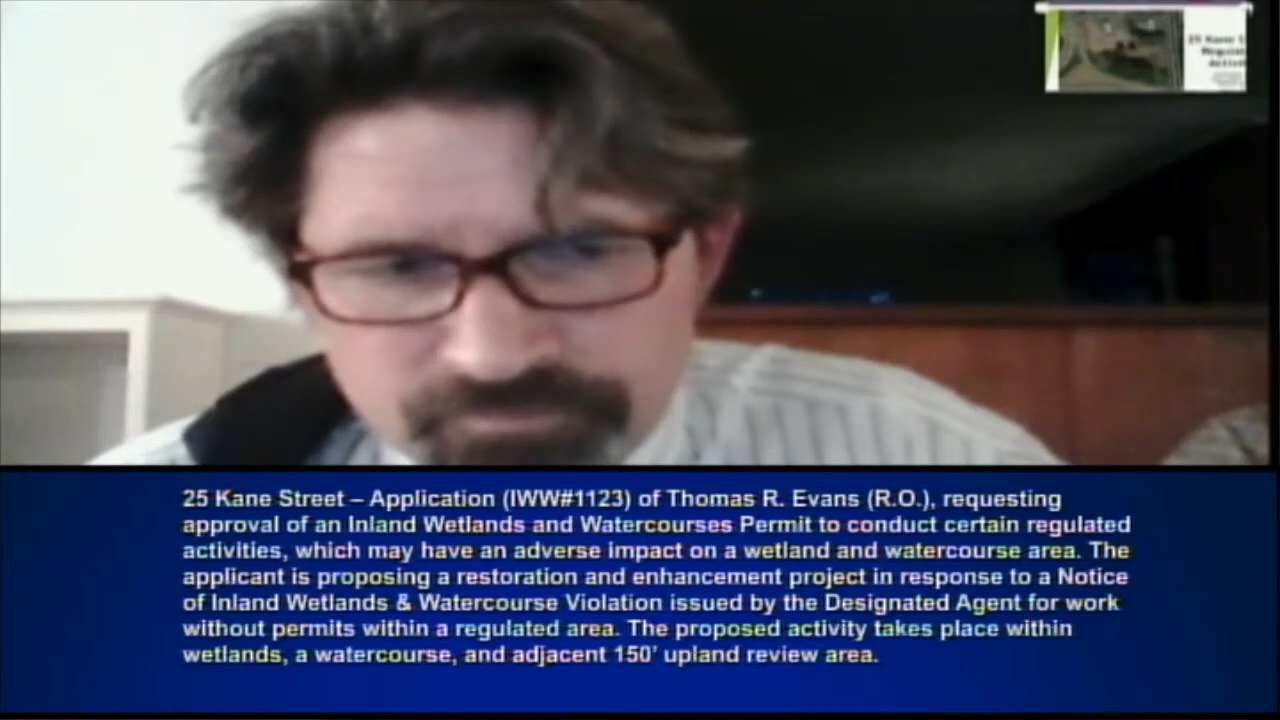 25 Kane
25 Kane Street – Application (IWW#1123) of Thomas R. Evans (R.O.), requesting
approval of an Inland Wetlands and Watercourses Permit to conduct certain regulated
activities, which may have an adverse impact on a wetland and watercourse area. The
applicant is proposing a restoration and enhancement project in response to a Notice
of Inland Wetlands & Watercourse Violation issued by the Designated Agent for work
without permits within a regulated area. The proposed activity takes place within
wetlands, a watercourse, and adjacent 150' upland review area.